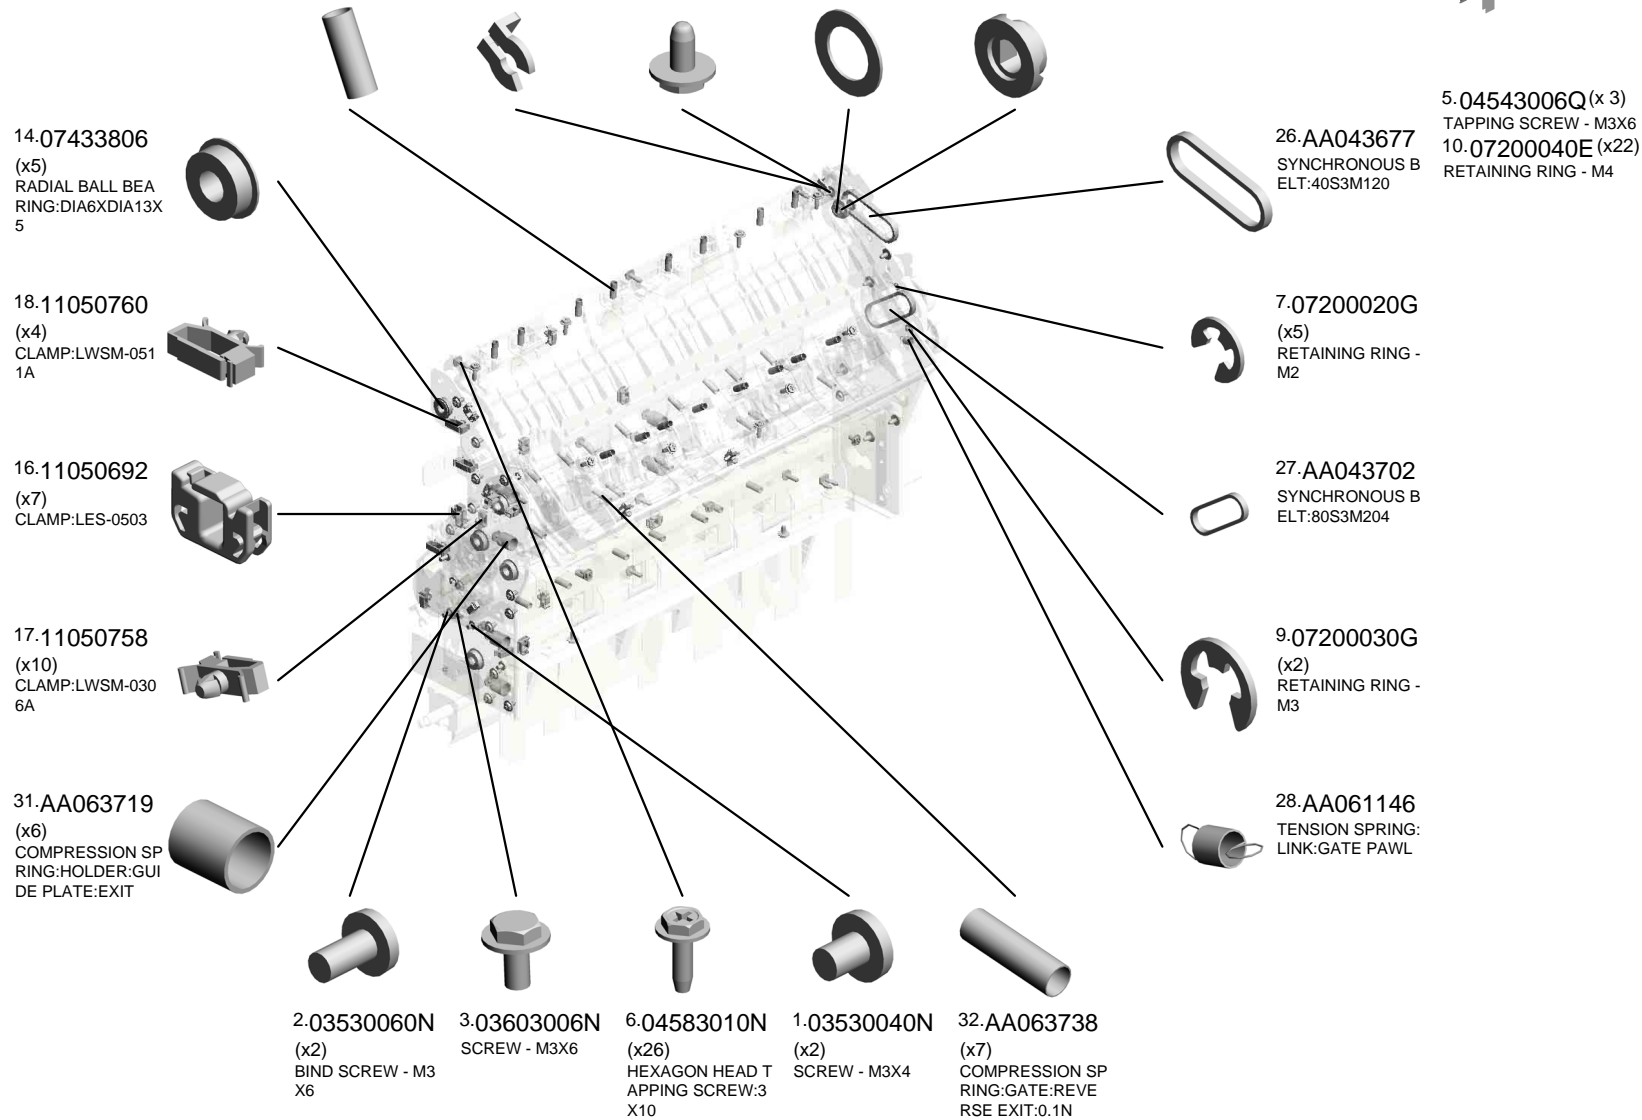 14.07433806
(x5)
RADIAL BALL BEA
RING:DIA6XDIA13X
5
18.11050760
(x4)
CLAMP:LWSM-051
1A
16.11050692
(x7)
CLAMP:LES-0503
17.11050758
(x10)
CLAMP:LWSM-030
6A
31.AA063719
(x6)
COMPRESSION SP
RING:HOLDER:GUI
DE PLATE:EXIT
2.03530060N
(x2)
BIND SCREW - M3
X6
3.03603006N
SCREW - M3X6
6.04583010N
(x26)
HEXAGON HEAD T
APPING SCREW:3
X10
1.03530040N
(x2)
SCREW - M3X4
32.AA063738
(x7)
COMPRESSION SP
RING:GATE:REVE
RSE EXIT:0.1N
26.AA043677
SYNCHRONOUS B
ELT:40S3M120
7.07200020G
(x5)
RETAINING RING -
M2
27.AA043702
SYNCHRONOUS B
ELT:80S3M204
9.07200030G
(x2)
RETAINING RING -
M3
28.AA061146
TENSION SPRING:
LINK:GATE PAWL
5.04543006Q (x 3)
TAPPING SCREW - M3X6
10.07200040E (x22)
RETAINING RING - M4